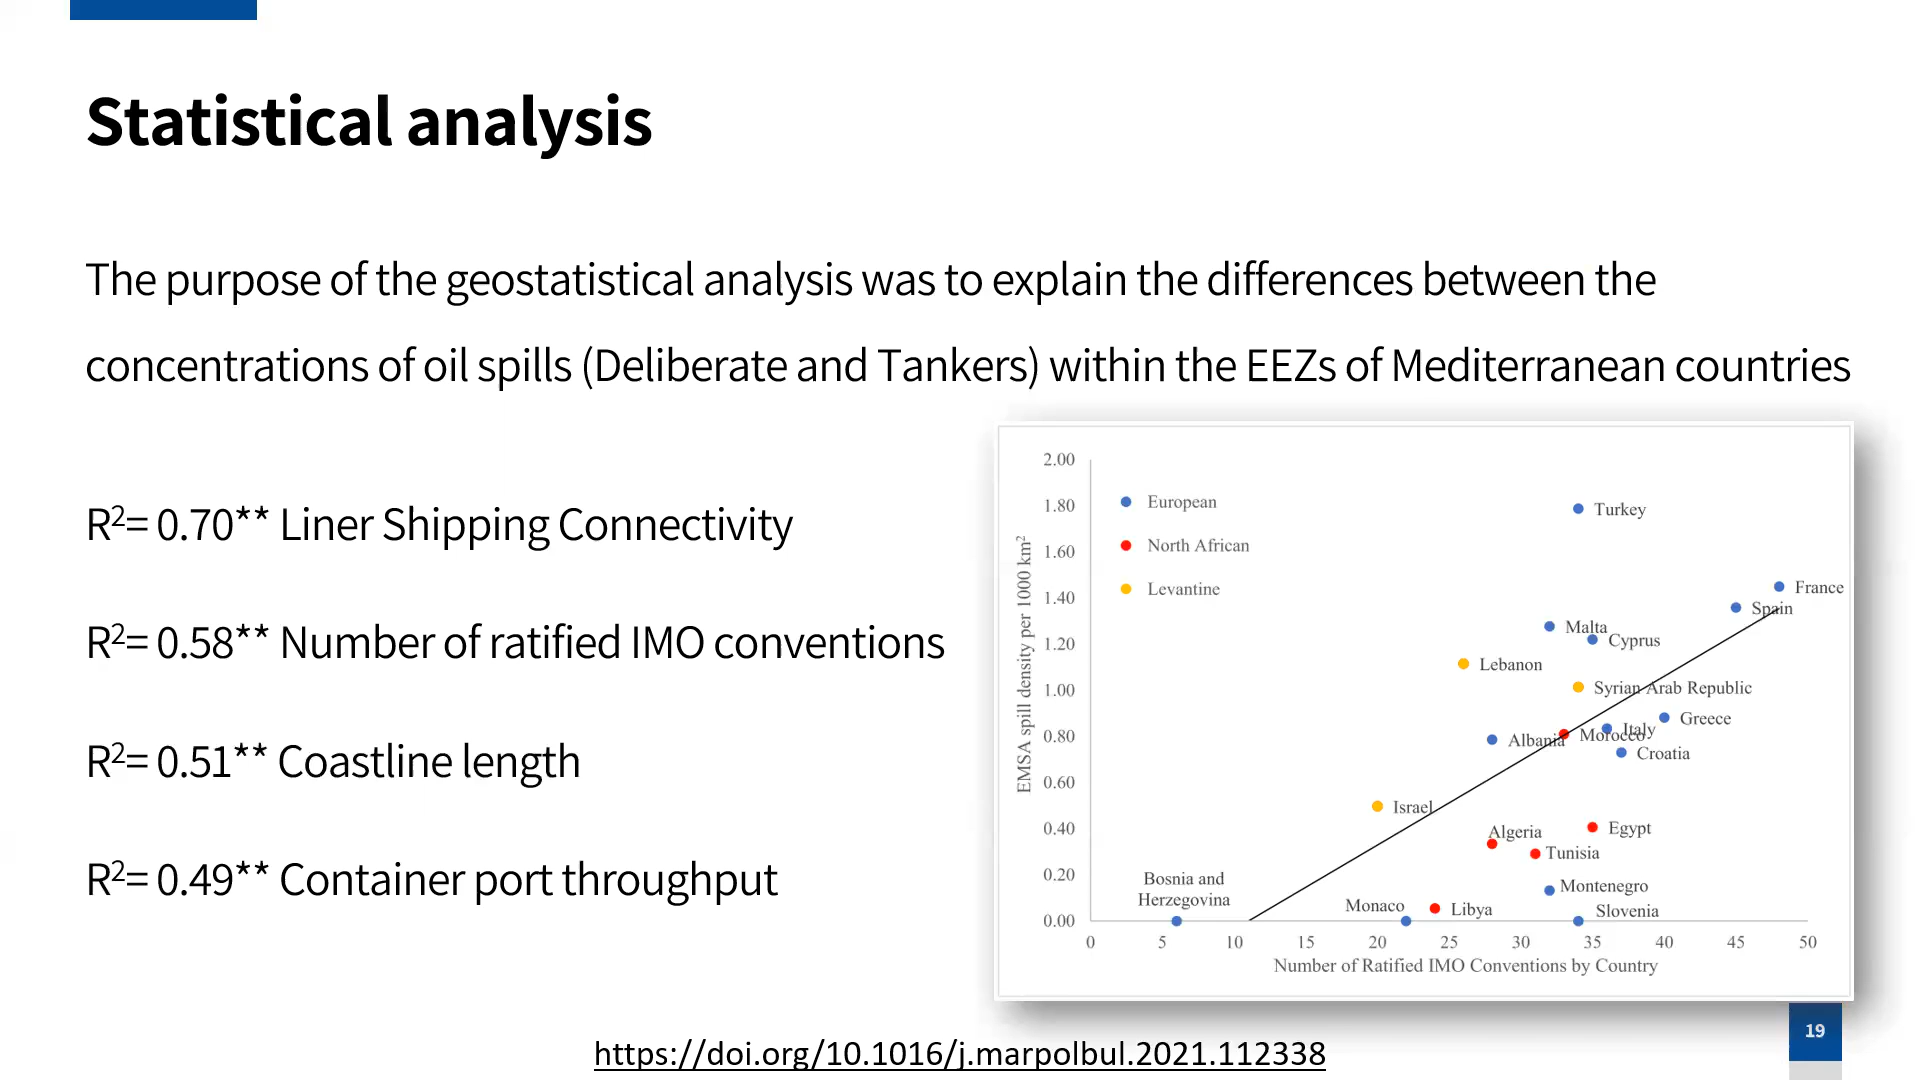 Statistical analysis
The purpose of the geostatistical analysis was to explain the differences between the
concentrations of oil spills (Deliberate and Tankers) within the EEZs of Mediterranean countries
R²= 0.70** Liner Shipping Connectivity
R²= 0.58** Number of ratified IMO conventions
R²= 0.51** Coastline length
R²= 0.49** Container port throughput
EMSA spill density per 1000 km²
2.00
1.80
1.60
1.40
1.20
1.00
0.80
0.60
0.40
0.20
0.00
European
North African
Levantine
Turkey
France
Spain
Malta
Cyprus
Lebanon
Syrian Arab Republic
Greece
Italy
Morocco
Albania
Croatia
Israel
Algeria
Egypt
Tunisia
Bosnia and
Herzegovina
Montenegro
Monaco
Libya
Slovenia
0 5 10 15 20 25 30 35 40 45 50
Number of Ratified IMO Conventions by Country
19
https://doi.org/10.1016/j.marpolbul.2021.112338